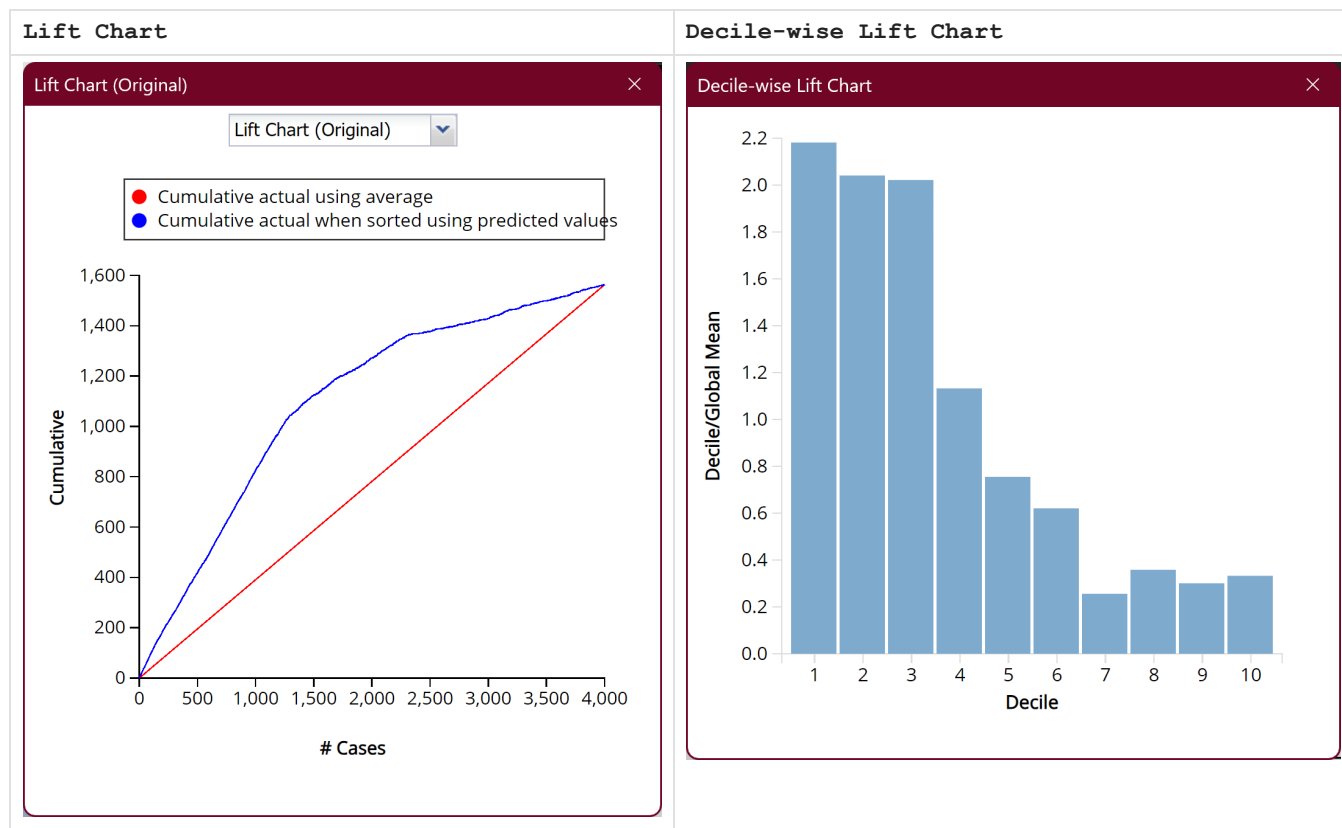 Lift Chart
Decile-wise Lift Chart
Lift Chart (Original)
Lift Chart (Original)
Cumulative actual using average
Cumulative actual when sorted using predicted values
1,600
1,400
1,200
1,000
800
600
400
200
0
Cumulative
0 500 1,000 1,500 2,000 2,500 3,000 3,500 4,000
# Cases
Decile-wise Lift Chart
2.2
2.0
1.8
1.6
1.4
1.2
1.0
0.8
0.6
0.4
0.2
0.0
Decile/Global Mean
1 2 3 4 5 6 7 8 9 10
Decile